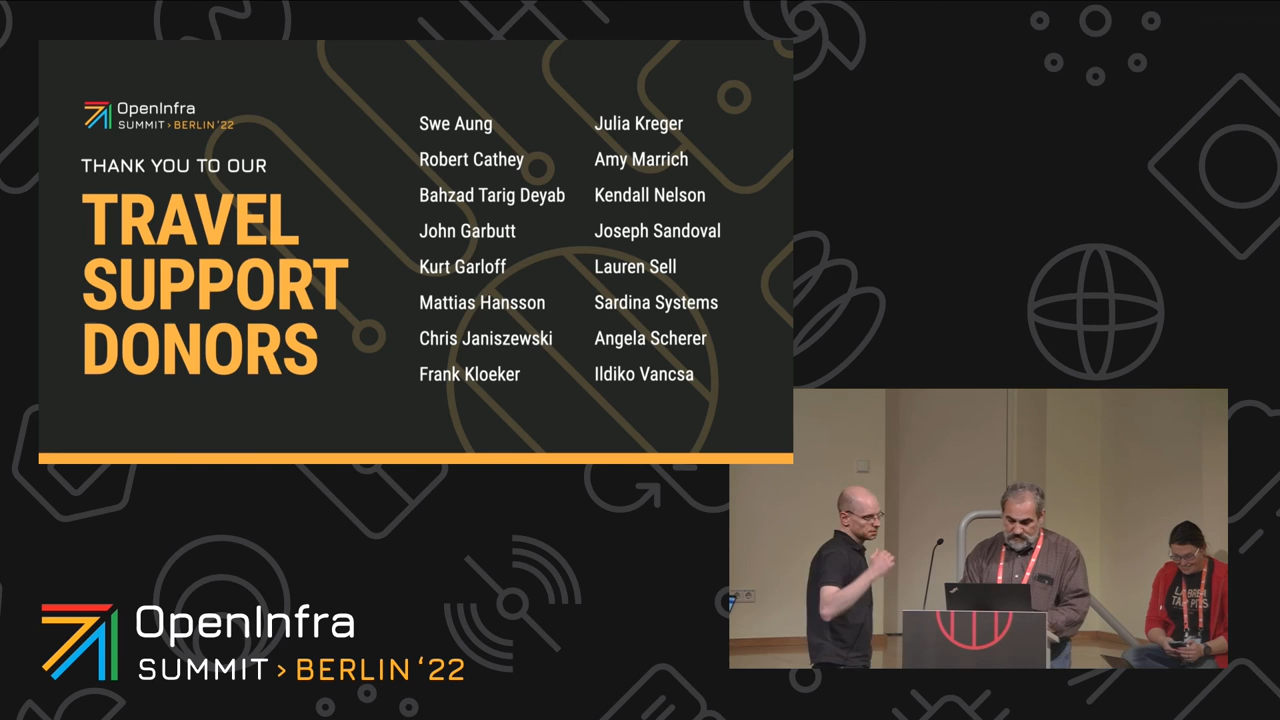 OpenInfra
SUMMIT › BERLIN '22
THANK YOU TO OUR
TRAVEL
SUPPORT
DONORS
Swe Aung
Robert Cathey
Bahzad Tarig Deyab
John Garbutt
Kurt Garloff
Mattias Hansson
Chris Janiszewski
Frank Kloeker
Julia Kreger
Amy Marrich
Kendall Nelson
Joseph Sandoval
Lauren Sell
Sardina Systems
Angela Scherer
Ildiko Vancsa
OpenInfra
SUMMIT › BERLIN '22